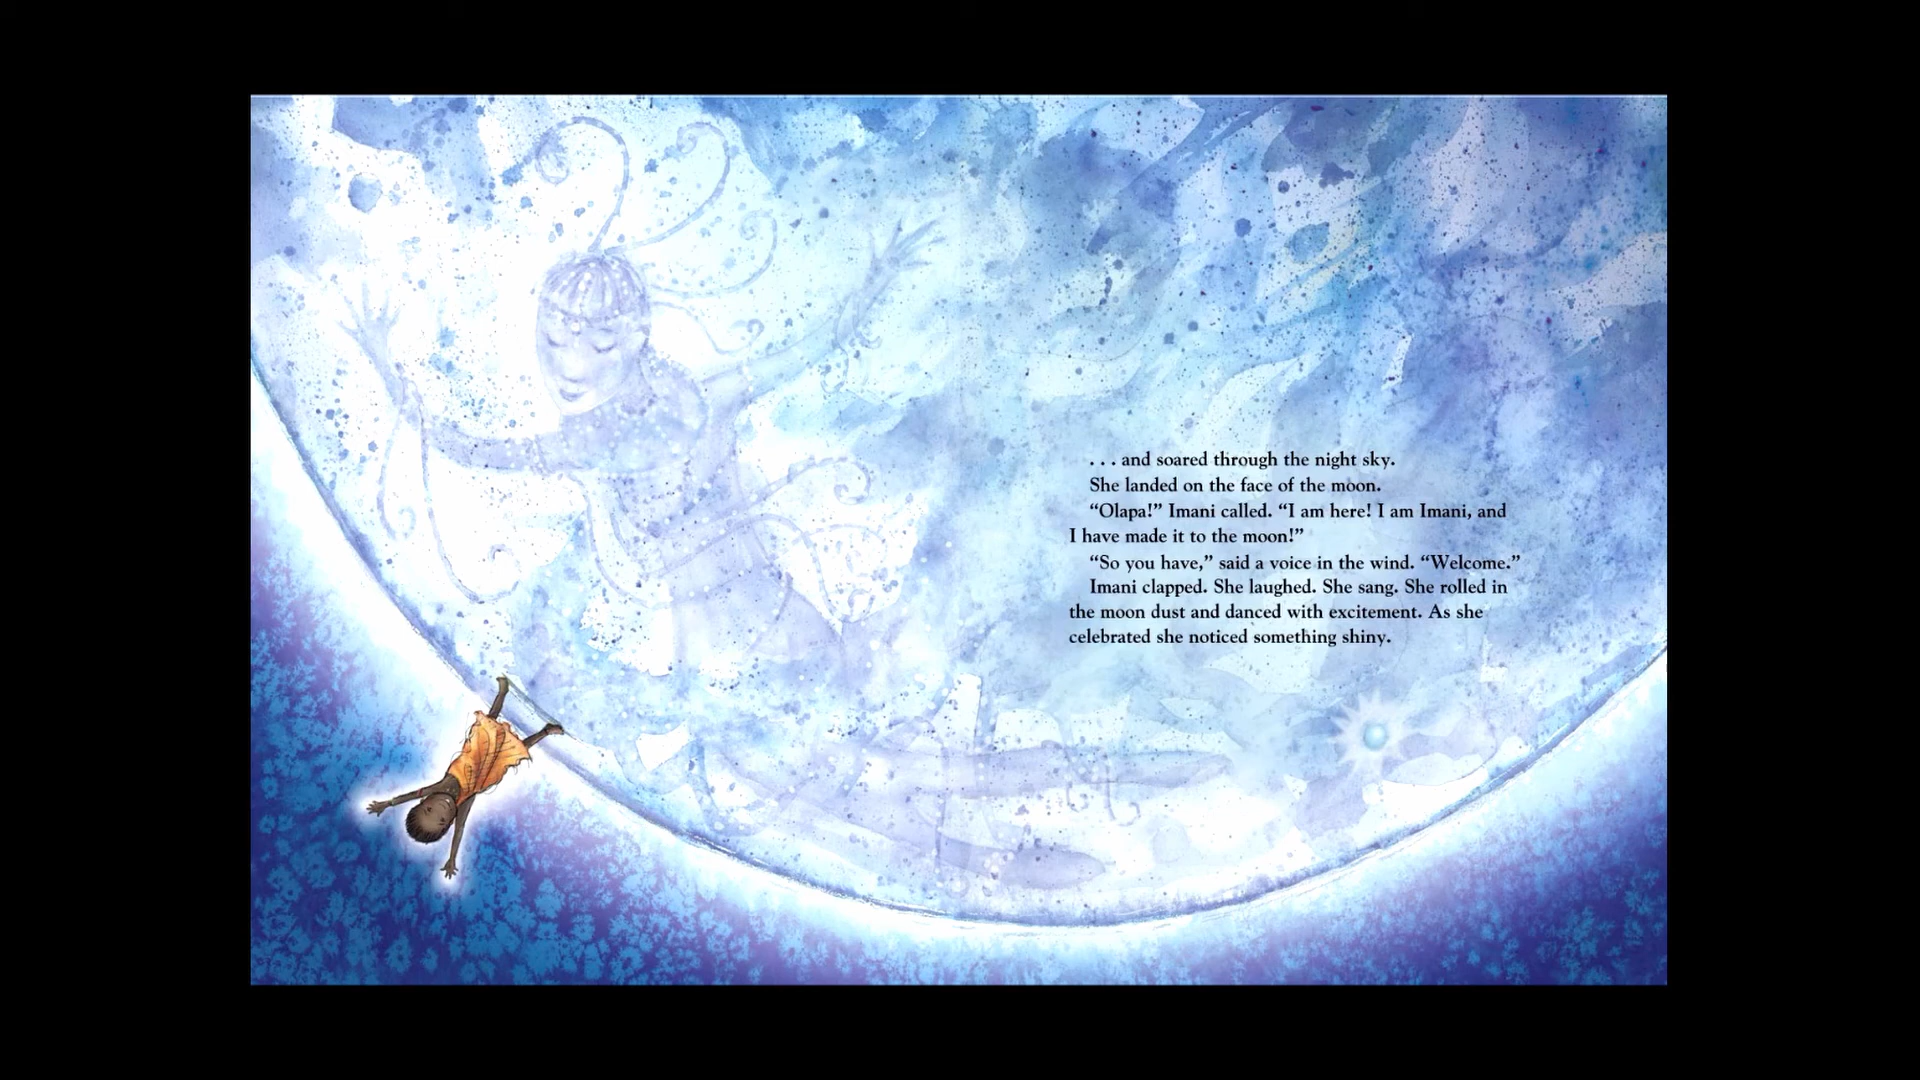 . . . and soared through the night sky.
She landed on the face of the moon.
“Olapa!” Imani called. “I am here! I am Imani, and
I have made it to the moon!”
“So you have,” said a voice in the wind. “Welcome.”
Imani clapped. She laughed. She sang. She rolled in
the moon dust and danced with excitement. As she
celebrated she noticed something shiny.